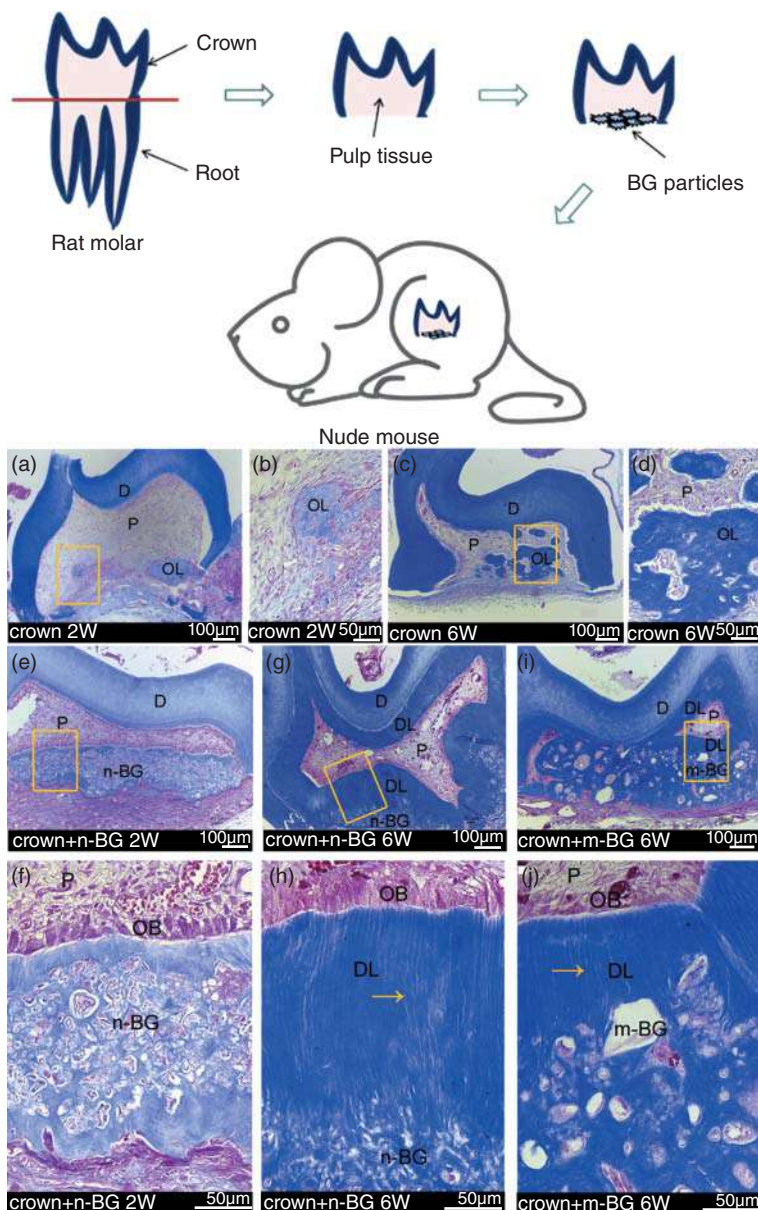 Crown
Root
Rat molar
Pulp tissue
BG particles
Nude mouse
(a)
D
P
OL
crown 2W
100μm
(b)
OL
crown 2W
50μm
(c)
D
P
OL
crown 6W
100μm
(d)
P
OL
crown 6W
50μm
(e)
D
P
n-BG
crown+n-BG 2W
100μm
(g)
D
DL
P
DL
n-BG
crown+n-BG 6W
100μm
(i)
D
DL
P
DL
m-BG
crown+m-BG 6W
100μm
(f)
P
OB
n-BG
crown+n-BG 2W
50μm
(h)
OB
DL
n-BG
crown+n-BG 6W
50μm
(j)
P
OB
DL
m-BG
crown+m-BG 6W
50μm